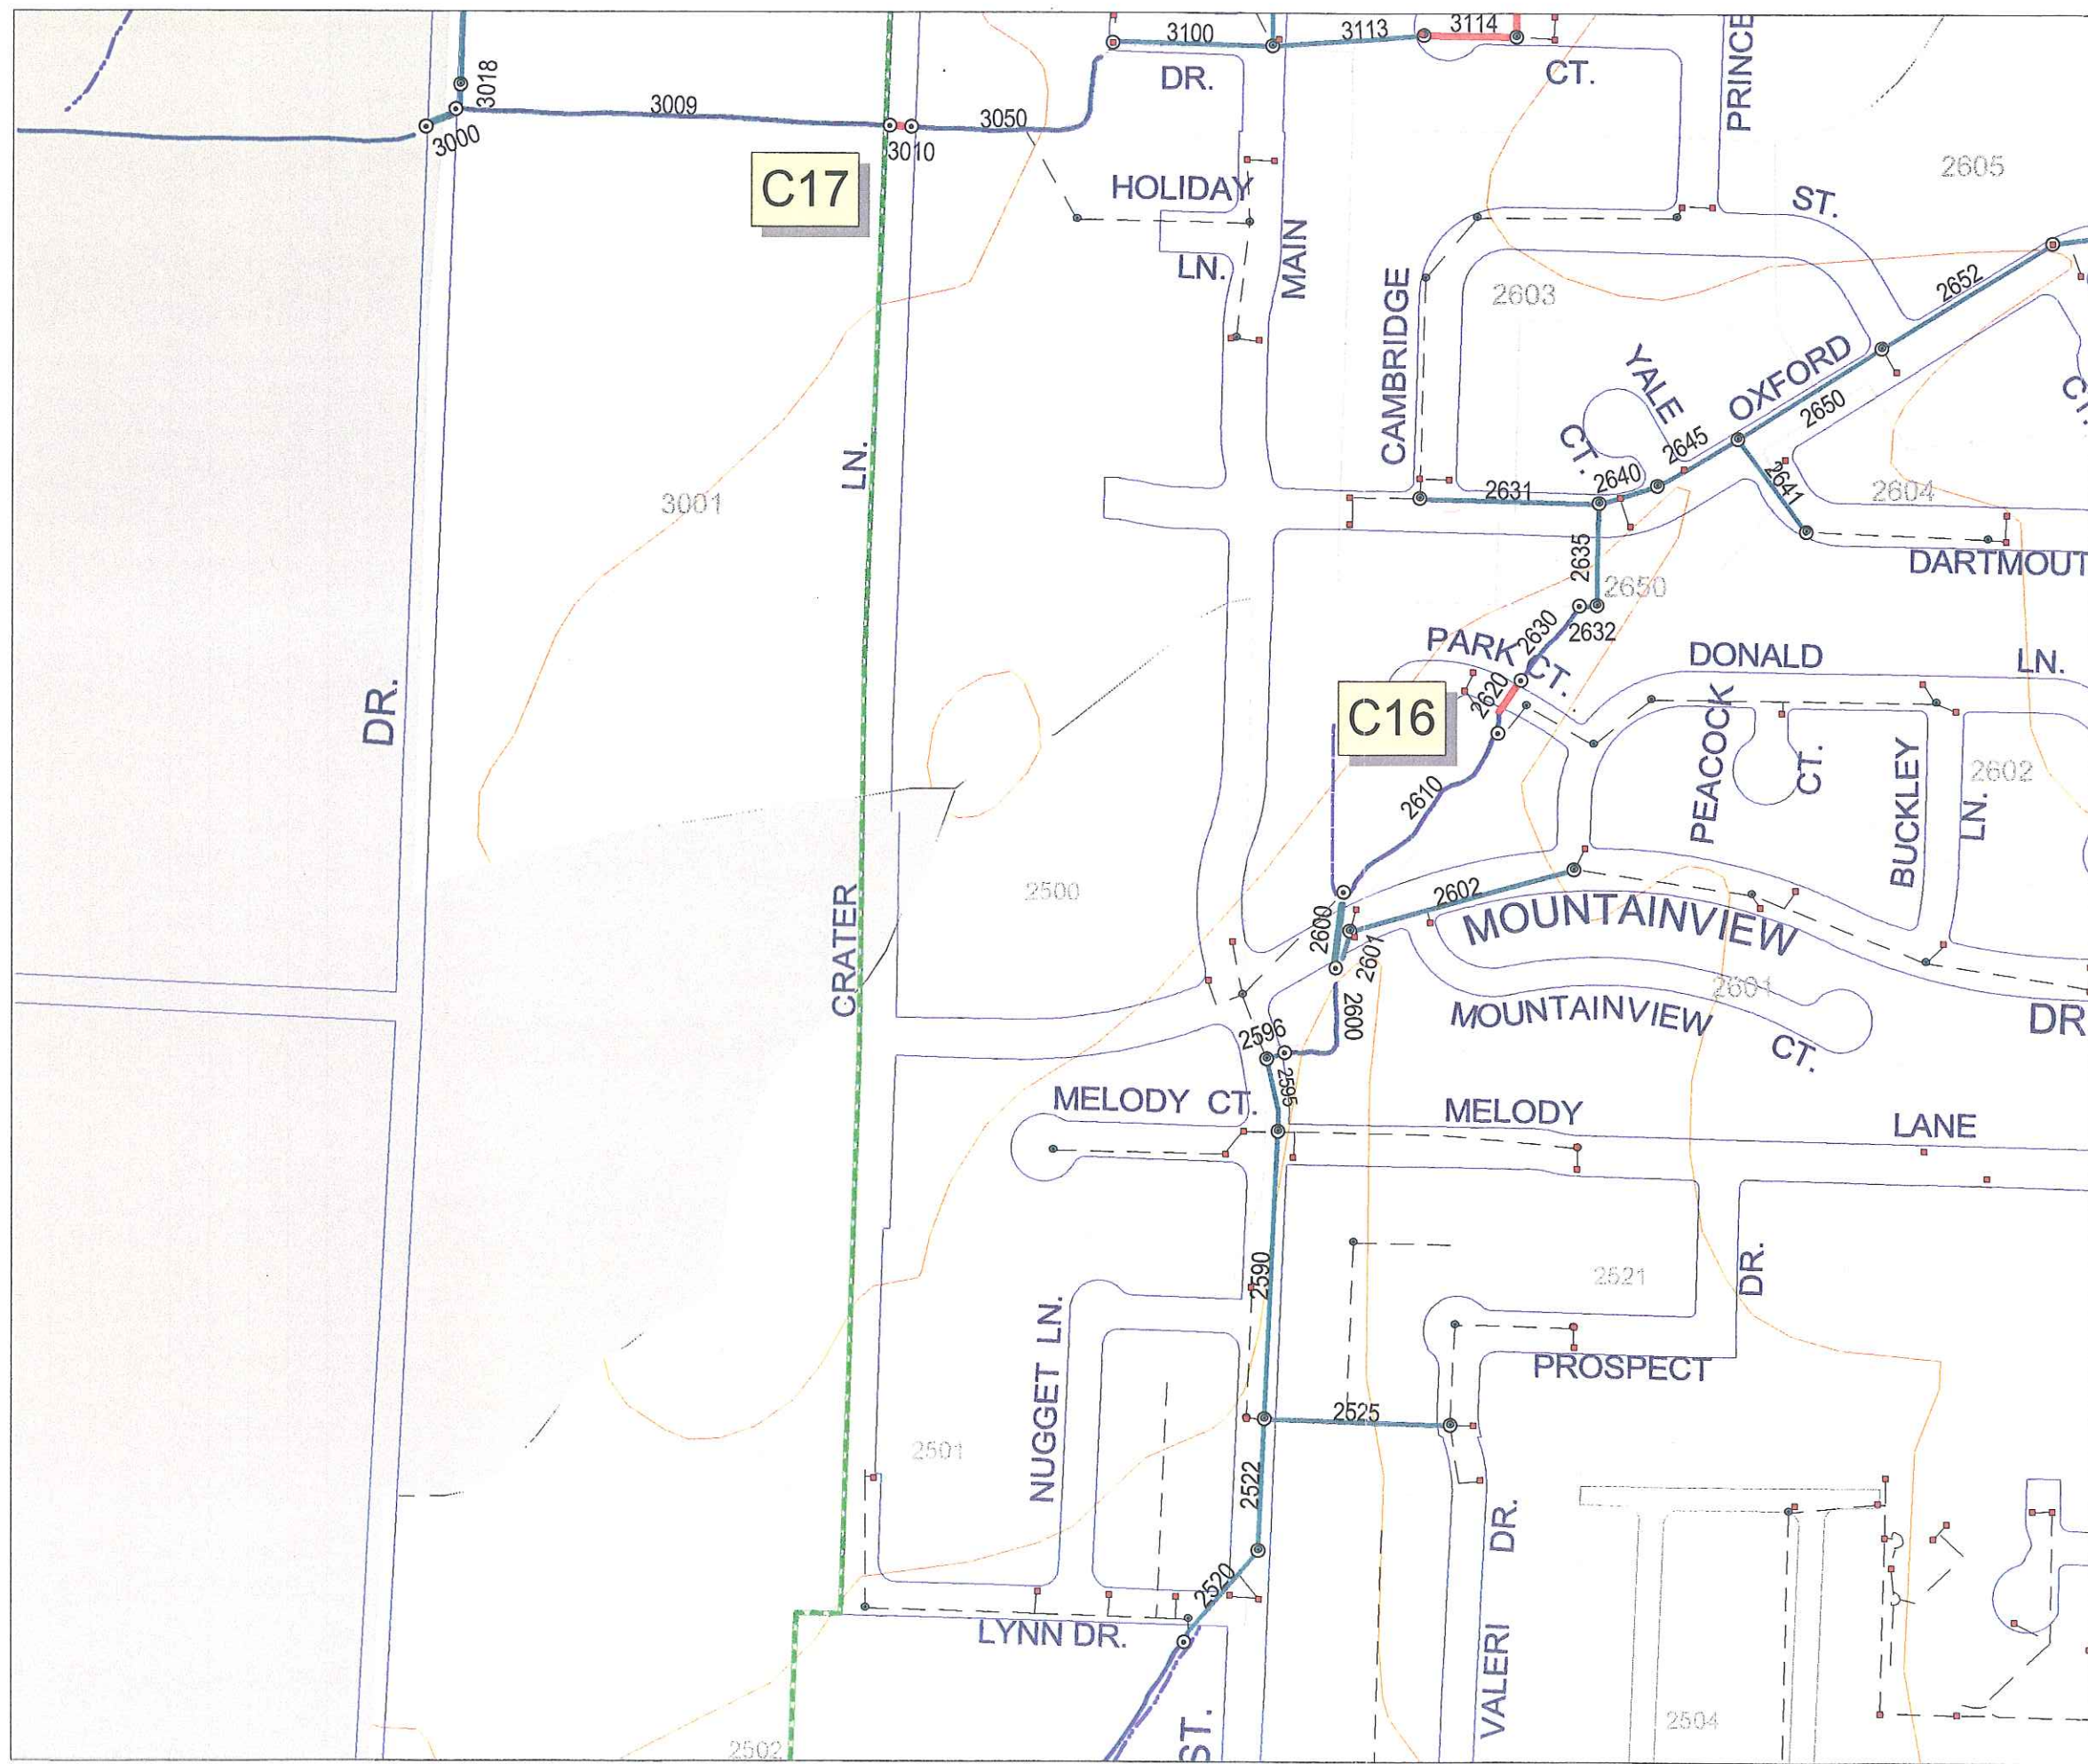 3100
3113
3114
DR.
CT.
PRINCE
3018
3009
3000
3050
3010
C17
HOLIDAY
LN.
MAIN
ST.
2605
CAMBRIDGE
2603
2652
YALE
CT.
OXFORD
2650
2645
2640
2641
2631
2604
CT.
LN.
3001
2635
2650
DARTMOUT
2630
2632
PARK CT.
DONALD
LN.
DR.
2620
C16
PEACOCK
CT.
BUCKLEY
LN.
2602
2610
2500
CRATER
2602
2600
2601
MOUNTAINVIEW
2601
MOUNTAINVIEW
CT.
DR
2600
2596
2595
MELODY CT.
MELODY
LANE
2590
2521
DR.
NUGGET LN.
PROSPECT
2525
2501
2522
2520
DR.
LYNN DR.
VALERI
ST.
2504
2502